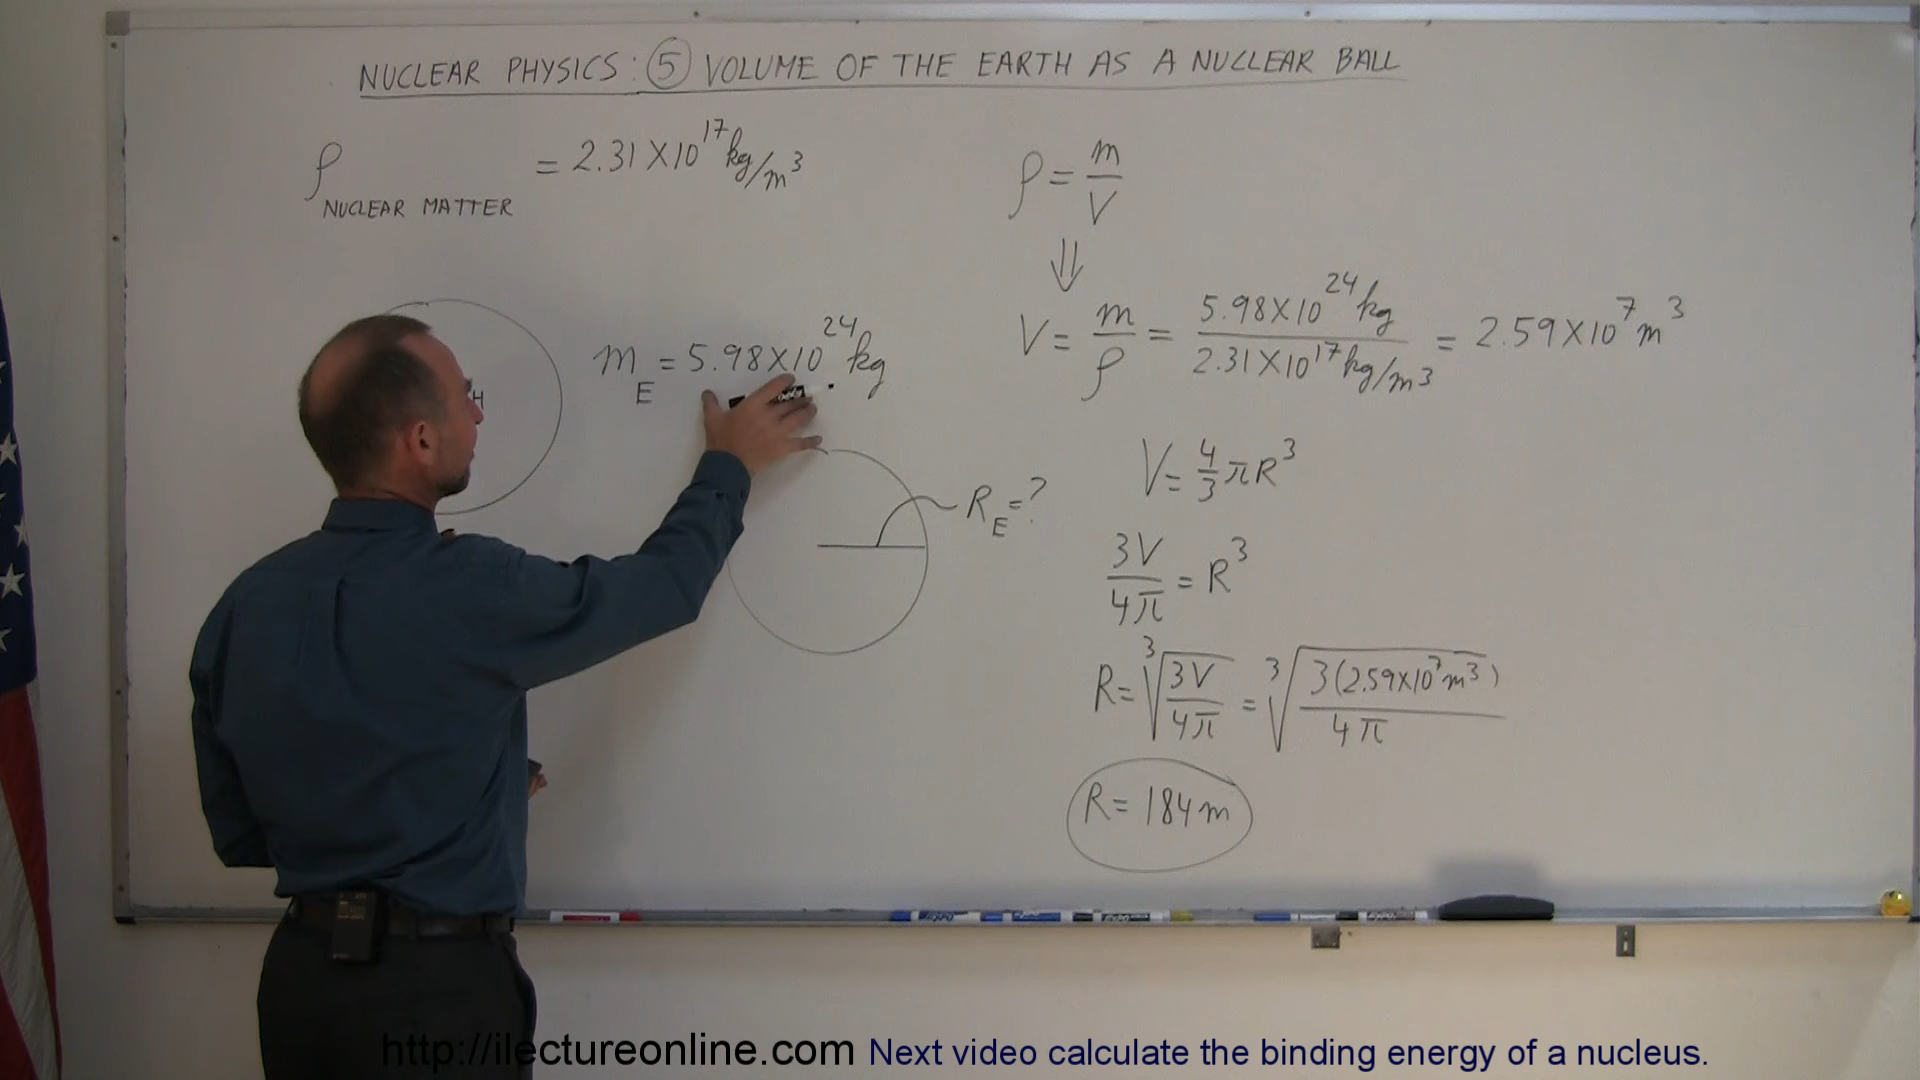 NUCLEAR PHYSICS: ⑤ VOLUME OF THE EARTH AS A NUCLEAR BALL
ρ NUCLEAR MATTER = 2.31 X 10^17 kg/m^3
ρ = m/V
⇓
m_E = 5.98 X 10^24 kg
V = m/ρ = 5.98 X 10^24 kg / 2.31 X 10^17 kg/m^3 = 2.59 X 10^7 m^3
H
R_E = ?
V = 4/3 π R^3
3V/4π = R^3
R = ∛(3V/4π) = ∛(3(2.59X10^7 m^3)/4π)
R = 184 m
http://ilectureonline.com Next video calculate the binding energy of a nucleus.